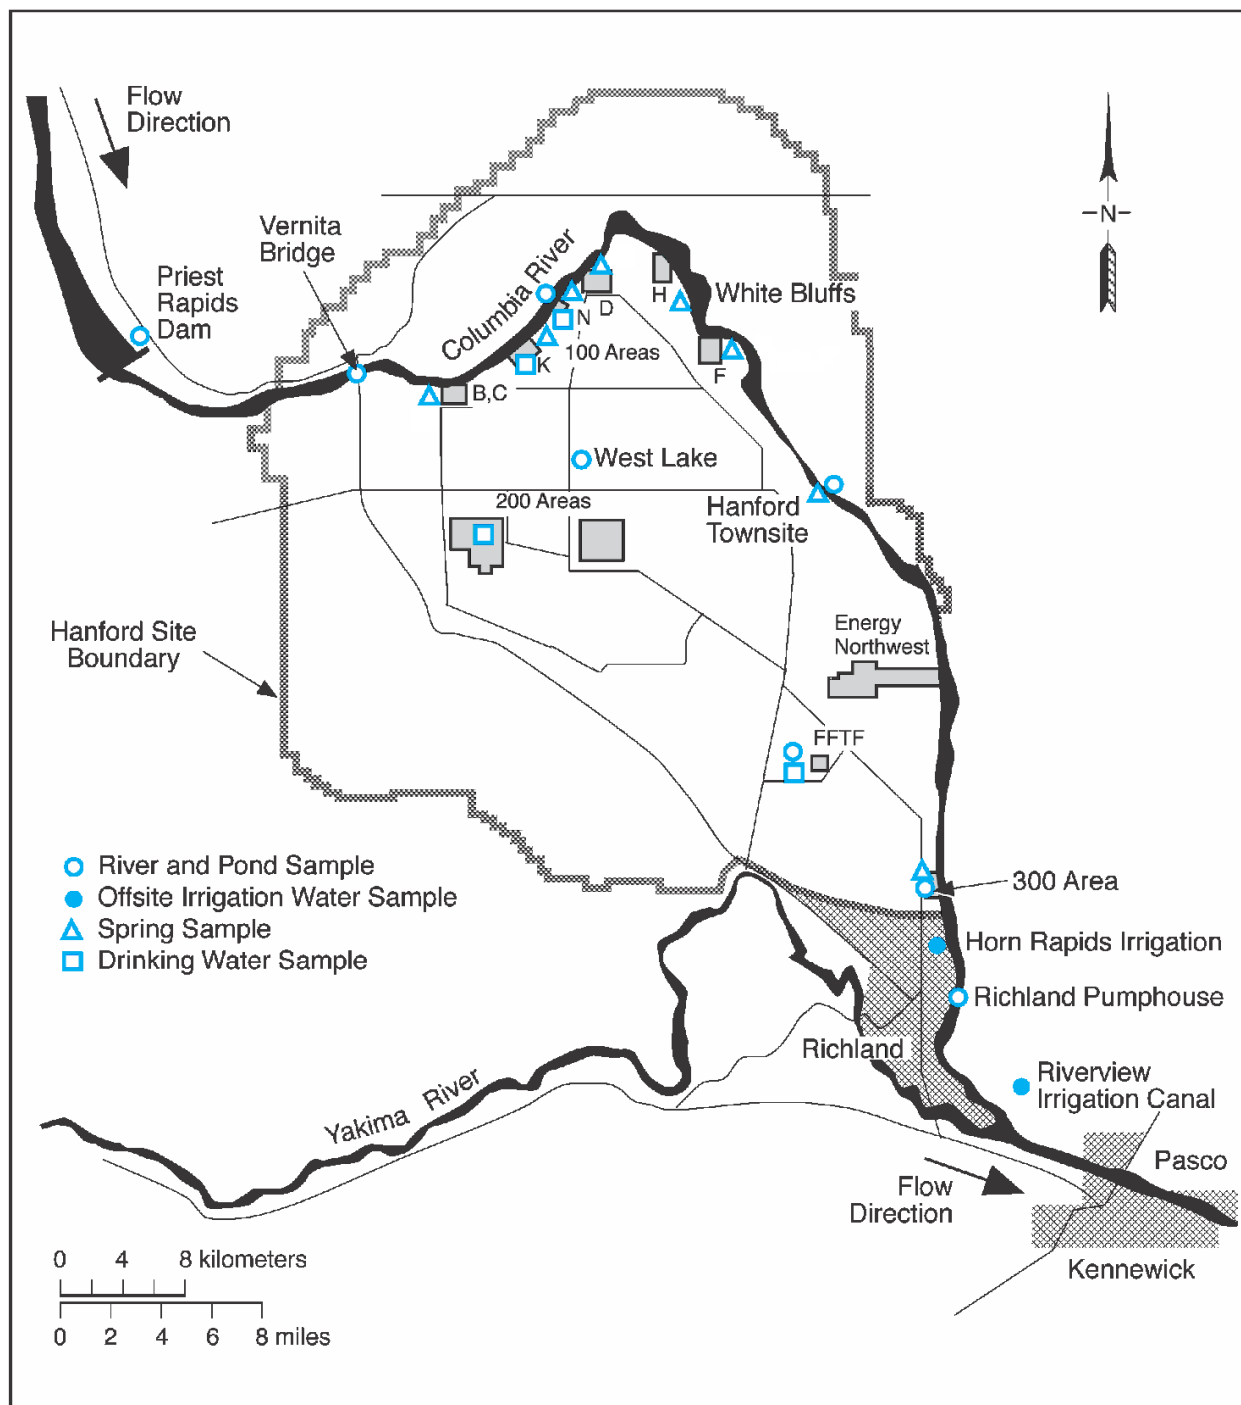 Flow
Direction
Vernita
Bridge
Priest
Rapids
Dam
Columbia River
D
H
White Bluffs
N
100 Areas
K
F
B,C
West Lake
200 Areas
Hanford
Townsite
Hanford Site
Boundary
Energy
Northwest
FFTF
River and Pond Sample
Offsite Irrigation Water Sample
Spring Sample
Drinking Water Sample
300 Area
Horn Rapids Irrigation
Richland Pumphouse
Richland
Riverview
Irrigation Canal
Yakima River
Pasco
Flow
Direction
Kennewick
0 4 8 kilometers
0 2 4 6 8 miles
N